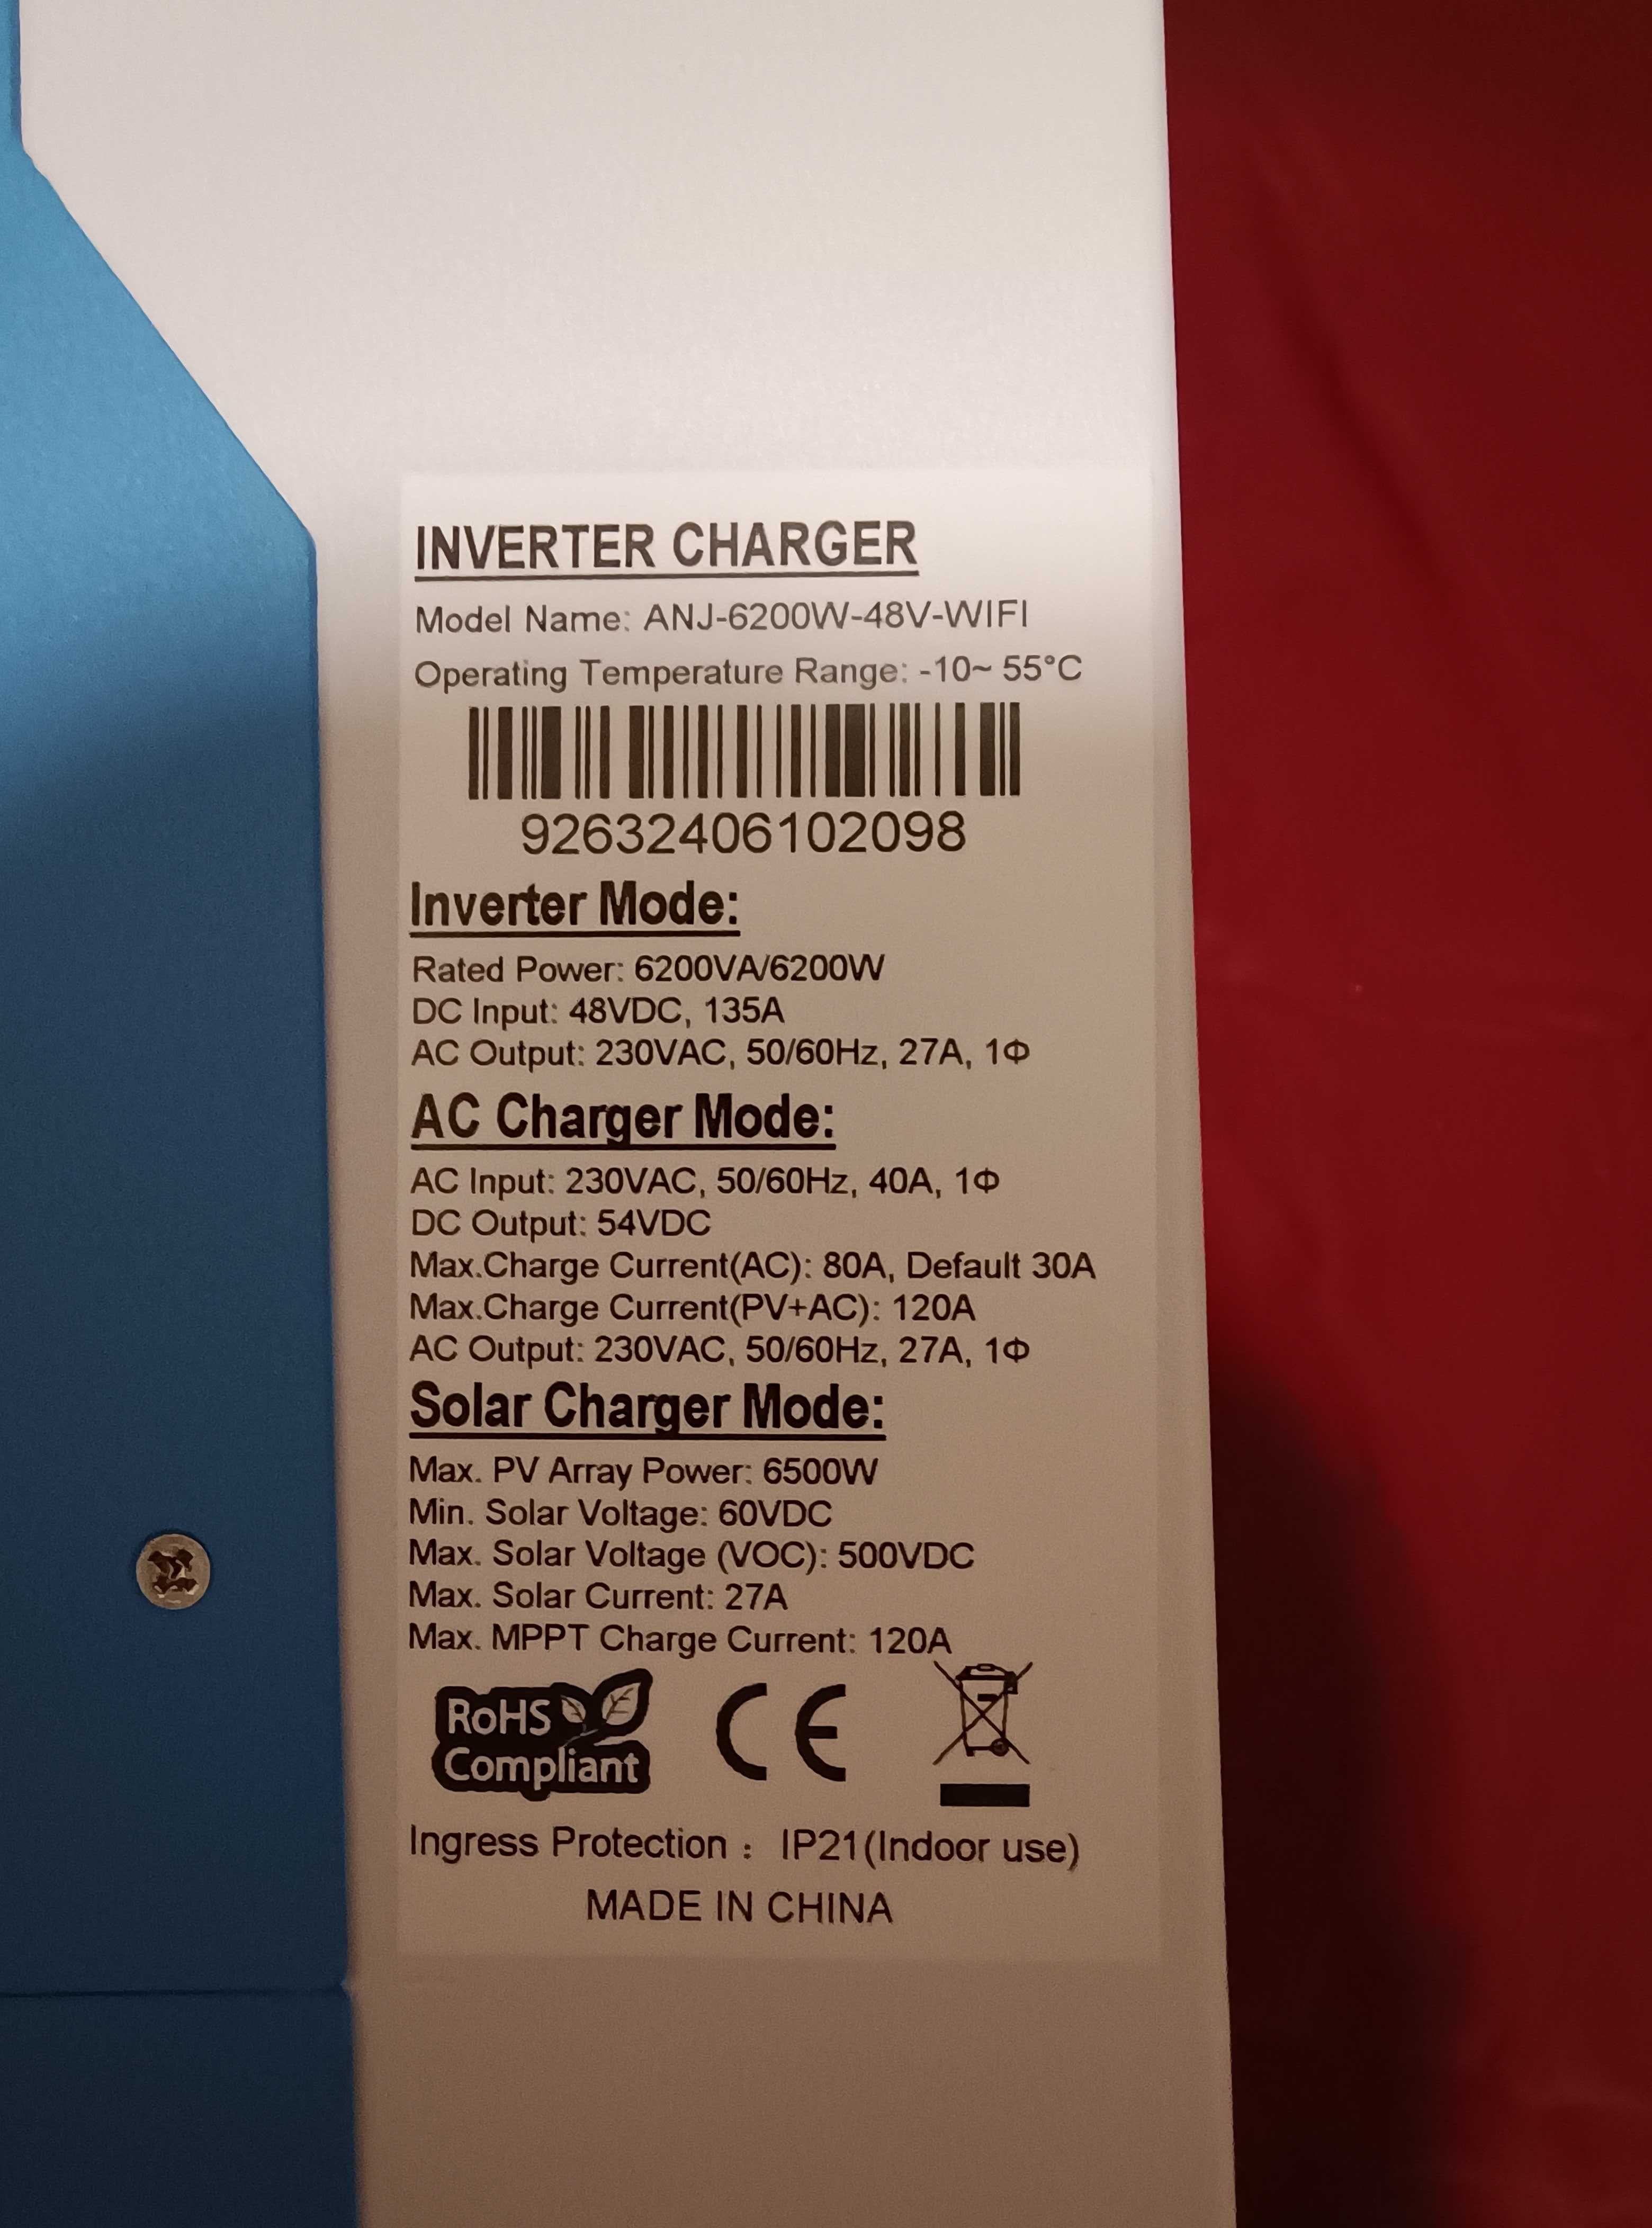 INVERTER CHARGER
Model Name: ANJ-6200W-48V-WIFI
Operating Temperature Range: -10~ 55°C
92632406102098
Inverter Mode:
Rated Power: 6200VA/6200W
DC Input: 48VDC, 135A
AC Output: 230VAC, 50/60Hz, 27A, 1Φ
AC Charger Mode:
AC Input: 230VAC, 50/60Hz, 40A, 1Φ
DC Output: 54VDC
Max.Charge Current(AC): 80A, Default 30A
Max.Charge Current(PV+AC): 120A
AC Output: 230VAC, 50/60Hz, 27A, 1Φ
Solar Charger Mode:
Max. PV Array Power: 6500W
Min. Solar Voltage: 60VDC
Max. Solar Voltage (VOC): 500VDC
Max. Solar Current: 27A
Max. MPPT Charge Current: 120A
RoHS
Compliant
CE
Ingress Protection : IP21(Indoor use)
MADE IN CHINA